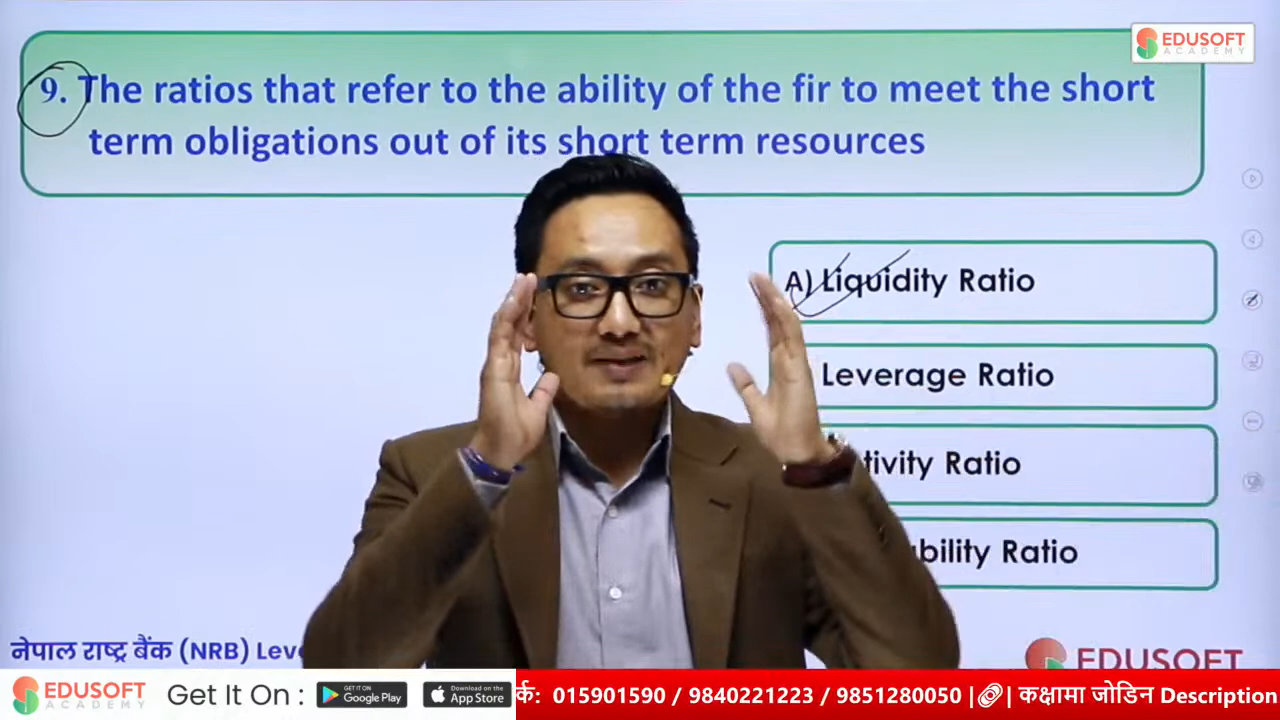 EDUSOFT
ACADEMY
9. The ratios that refer to the ability of the fir to meet the short
term obligations out of its short term resources
A) Liquidity Ratio
Leverage Ratio
tivity Ratio
bility Ratio
नेपाल राष्ट्र बैंक (NRB) Leve
EDUSOFT
EDUSOFT
ACADEMY
Get It On :
GET IT ON
Google Play
Download on the
App Store
र्क: 015901590 / 9840221223 / 9851280050 || कक्षामा जोडिन Description